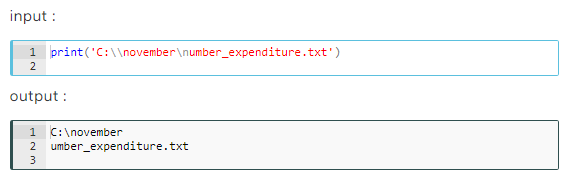 input :
1 print('C:\\november\number_expenditure.txt')
2
output :
1 C:\november
2 umber_expenditure.txt
3